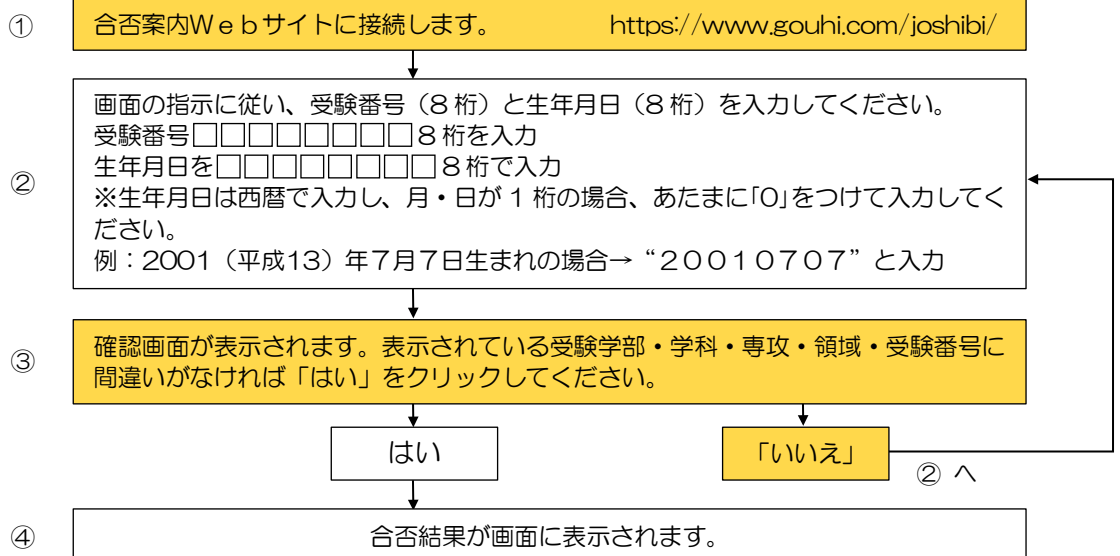 ① 合否案内Ｗｅｂサイトに接続します。 https://www.gouhi.com/joshibi/
画面の指示に従い、受験番号（８桁）と生年月日（８桁）を入力してください。
受験番号□□□□□□□□８桁を入力
② 生年月日を□□□□□□□□８桁で入力
※生年月日は西暦で入力し、月・日が１桁の場合、あたまに「０」をつけて入力してく
ださい。
例：2001（平成13）年７月７日生まれの場合→“２００１０７０７”と入力
③ 確認画面が表示されます。表示されている受験学部・学科・専攻・領域・受験番号に
間違いがなければ「はい」をクリックしてください。
はい 「いいえ」
② へ
④ 合否結果が画面に表示されます。